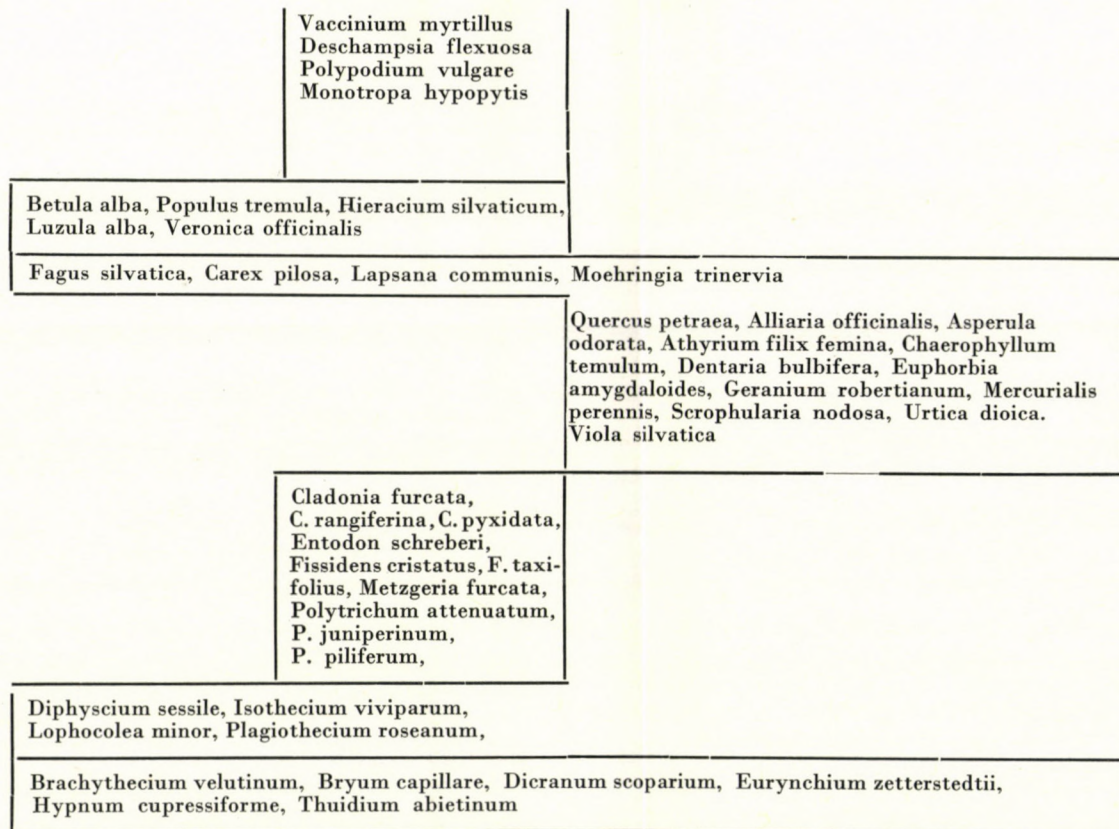 Vaccinium myrtillus
Deschampsia flexuosa
Polypodium vulgare
Monotropa hypopytis
Betula alba, Populus tremula, Hieracium silvaticum,
Luzula alba, Veronica officinalis
Fagus silvatica, Carex pilosa, Lapsana communis, Moehringia trinervia
Quercus petraea, Alliaria officinalis, Asperula
odorata, Athyrium filix femina, Chaerophyllum
temulum, Dentaria bulbifera, Euphorbia
amygdaloides, Geranium robertianum, Mercurialis
perennis, Scrophularia nodosa, Urtica dioica.
Viola silvatica
Cladonia furcata,
C. rangiferina, C. pyxidata,
Entodon schreberi,
Fissidens cristatus, F. taxi-
folius, Metzgeria furcata,
Polytrichum attenuatum,
P. juniperinum,
P. piliferum,
Diphyscium sessile, Isothecium viviparum,
Lophocolea minor, Plagiothecium roseanum,
Brachythecium velutinum, Bryum capillare, Dicranum scoparium, Eurynchium zetterstedtii,
Hypnum cupressiforme, Thuidium abietinum